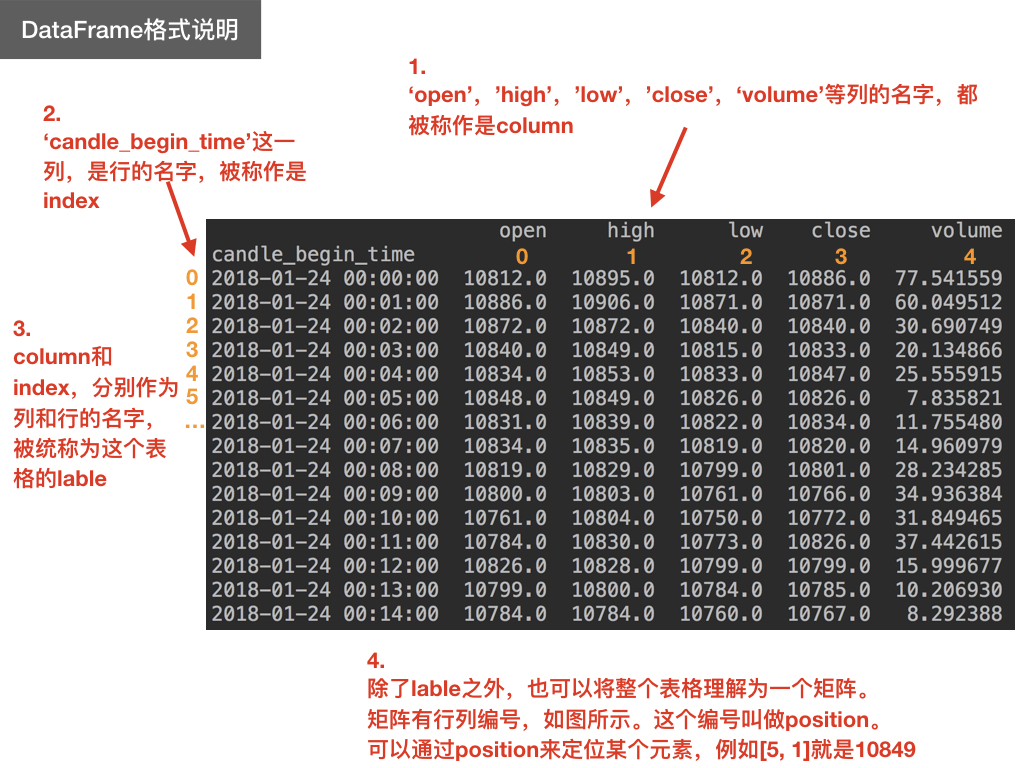 DataFrame格式说明
1.
‘open’，’high’，’low’，’close’，‘volume’等列的名字，都
被称作是column
2.
‘candle_begin_time’这一
列，是行的名字，被称作是
index
open high low close volume
candle_begin_time 0 1 2 3 4
0 2018-01-24 00:00:00 10812.0 10895.0 10812.0 10886.0 77.541559
1 2018-01-24 00:01:00 10886.0 10906.0 10871.0 10871.0 60.049512
2 2018-01-24 00:02:00 10872.0 10872.0 10840.0 10840.0 30.690749
3 2018-01-24 00:03:00 10840.0 10849.0 10815.0 10833.0 20.134866
4 2018-01-24 00:04:00 10834.0 10853.0 10833.0 10847.0 25.555915
5 2018-01-24 00:05:00 10848.0 10849.0 10826.0 10826.0 7.835821
... 2018-01-24 00:06:00 10831.0 10839.0 10822.0 10834.0 11.755480
2018-01-24 00:07:00 10834.0 10835.0 10819.0 10820.0 14.960979
2018-01-24 00:08:00 10819.0 10829.0 10799.0 10801.0 28.234285
2018-01-24 00:09:00 10800.0 10803.0 10761.0 10766.0 34.936384
2018-01-24 00:10:00 10761.0 10804.0 10750.0 10772.0 31.849465
2018-01-24 00:11:00 10784.0 10830.0 10773.0 10826.0 37.442615
2018-01-24 00:12:00 10826.0 10828.0 10799.0 10799.0 15.999677
2018-01-24 00:13:00 10799.0 10800.0 10784.0 10785.0 10.206930
2018-01-24 00:14:00 10784.0 10784.0 10760.0 10767.0 8.292388
3.
column和
index，分别作为
列和行的名字，
被统称为这个表
格的lable
4.
除了lable之外，也可以将整个表格理解为一个矩阵。
矩阵有行列编号，如图所示。这个编号叫做position。
可以通过position来定位某个元素，例如[5, 1]就是10849